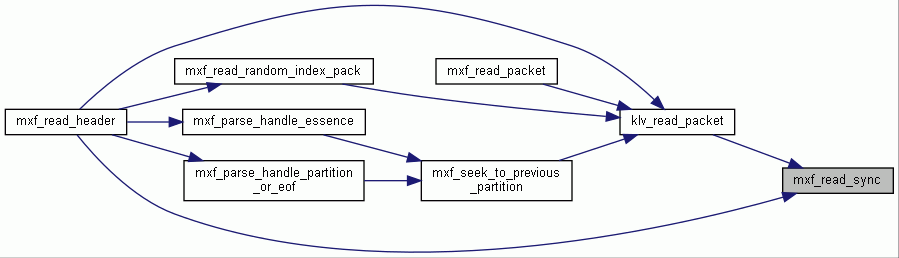 mxf_read_random_index_pack
mxf_read_packet
mxf_read_header
mxf_parse_handle_essence
klv_read_packet
mxf_parse_handle_partition
_or_eof
mxf_seek_to_previous
_partition
mxf_read_sync